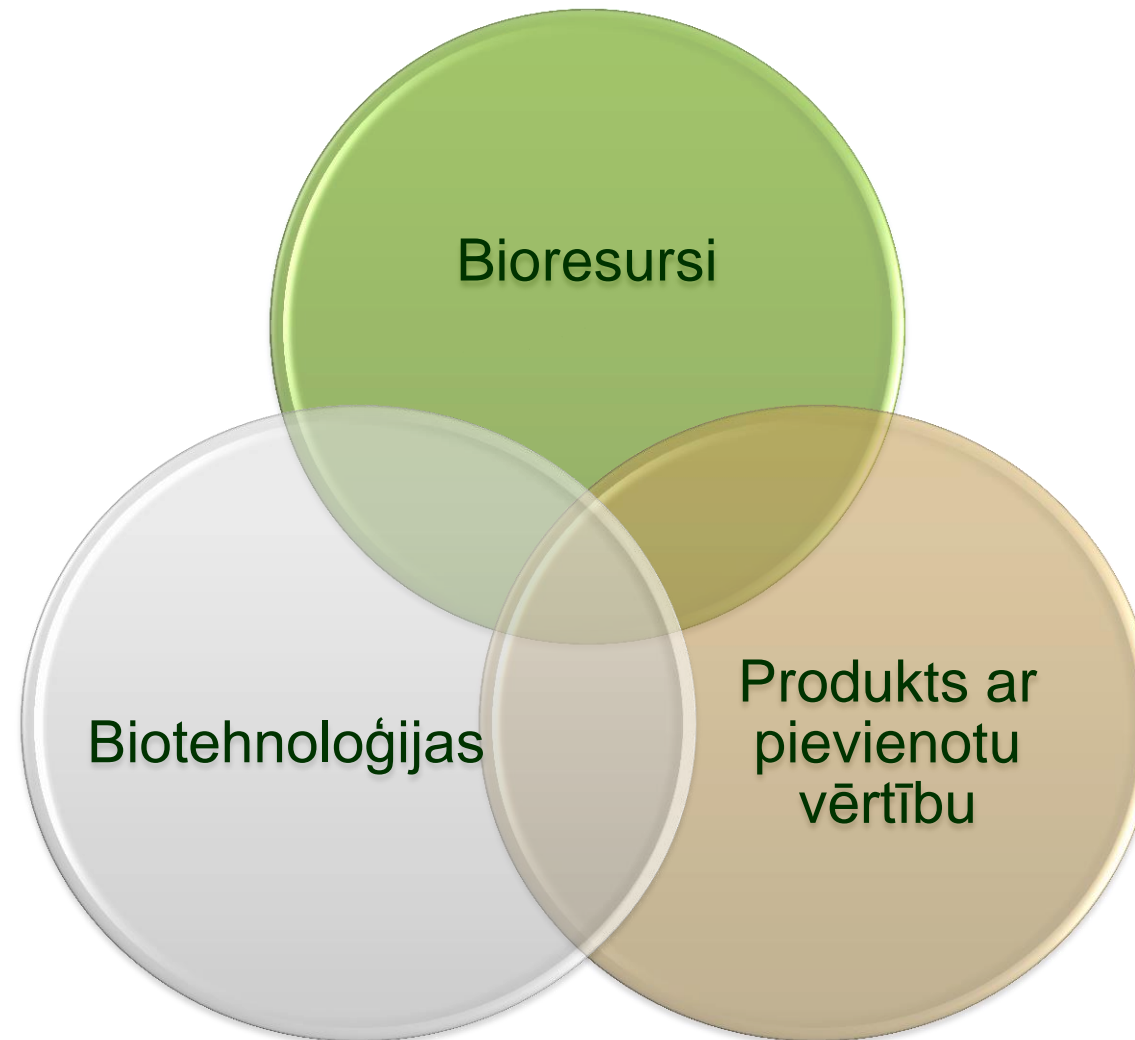 Bioresursi
Biotehnoloģijas
Produkts ar
pievienotu
vērtību